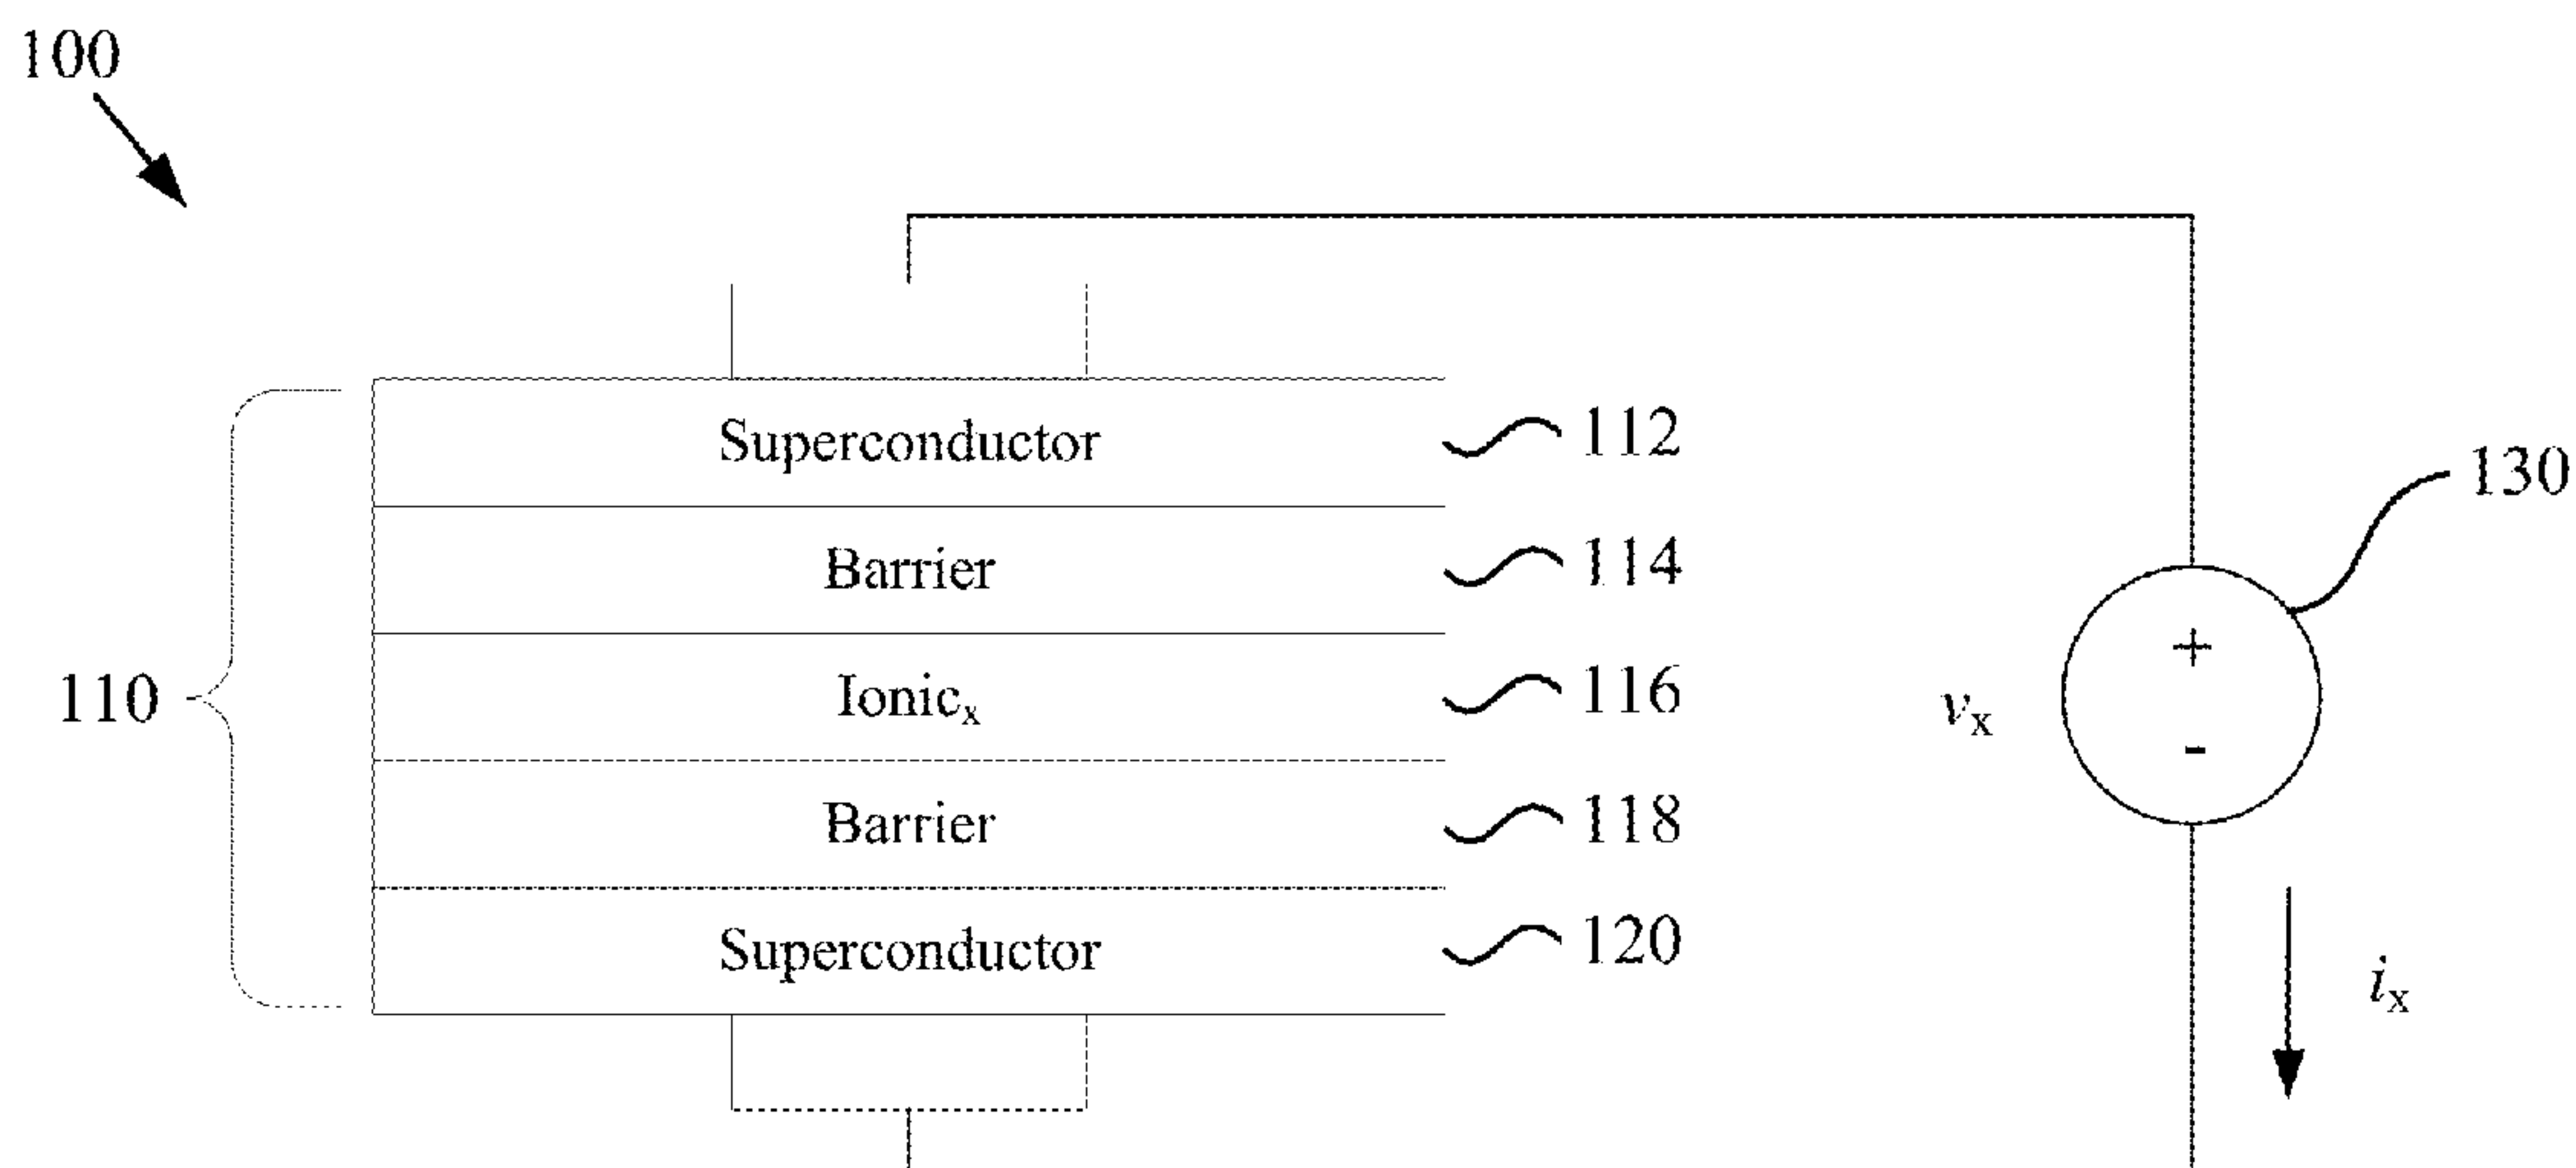 100
Superconductor 112
130
Barrier 114
+
110 Ionicx 116 vx
-
Barrier 118
Superconductor 120
ix